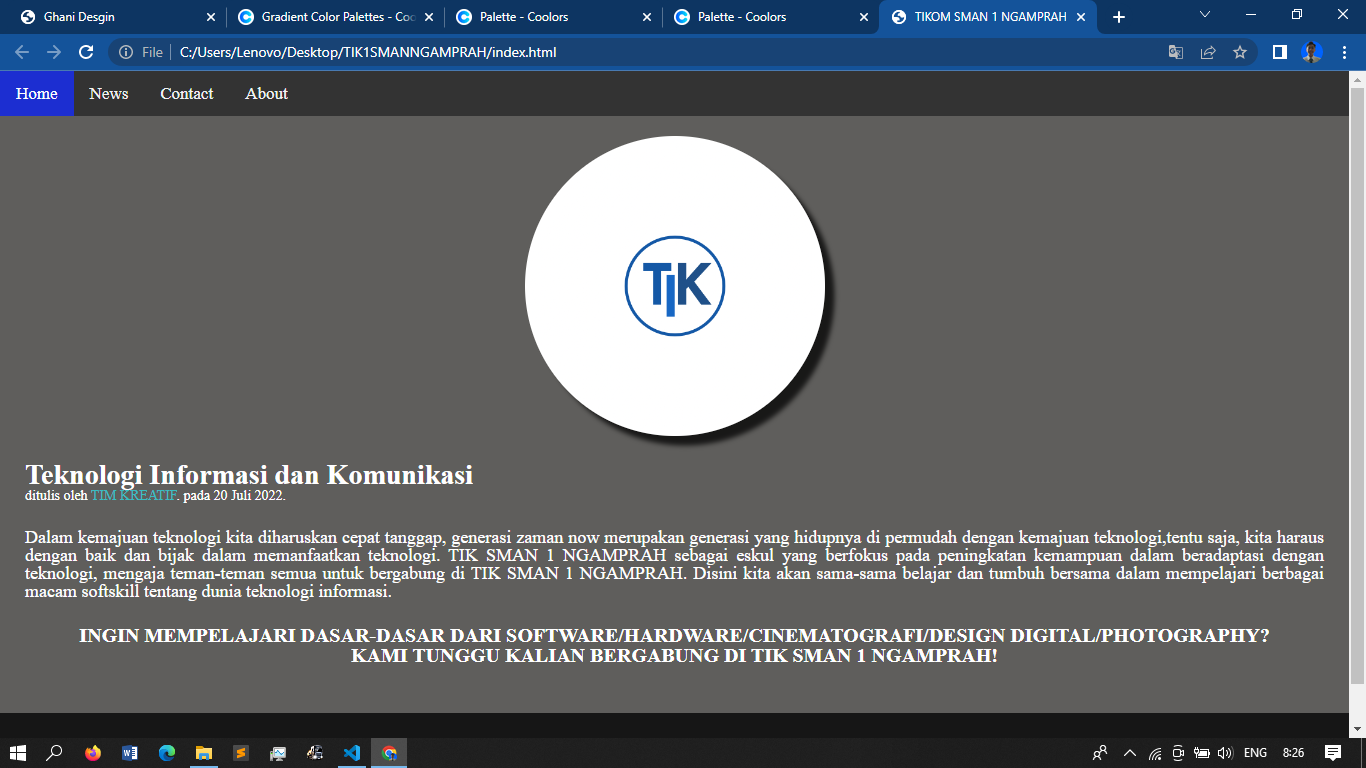 Ghani Desgin
Gradient Color Palettes - Coo
Palette - Coolors
Palette - Coolors
TIKOM SMAN 1 NGAMPRAH
File
C:/Users/Lenovo/Desktop/TIK1SMANNGAMPRAH/index.html
Home
News
Contact
About
TIK
Teknologi Informasi dan Komunikasi
ditulis oleh TIM KREATIF. pada 20 Juli 2022.
Dalam kemajuan teknologi kita diharuskan cepat tanggap, generasi zaman now merupakan generasi yang hidupnya di permudah dengan kemajuan teknologi,tentu saja, kita haraus
dengan baik dan bijak dalam memanfaatkan teknologi. TIK SMAN 1 NGAMPRAH sebagai eskul yang berfokus pada peningkatan kemampuan dalam beradaptasi dengan
teknologi, mengaja teman-teman semua untuk bergabung di TIK SMAN 1 NGAMPRAH. Disini kita akan sama-sama belajar dan tumbuh bersama dalam mempelajari berbagai
macam softskill tentang dunia teknologi informasi.
INGIN MEMPELAJARI DASAR-DASAR DARI SOFTWARE/HARDWARE/CINEMATOGRAFI/DESIGN DIGITAL/PHOTOGRAPHY?
KAMI TUNGGU KALIAN BERGABUNG DI TIK SMAN 1 NGAMPRAH!
ENG
8:26